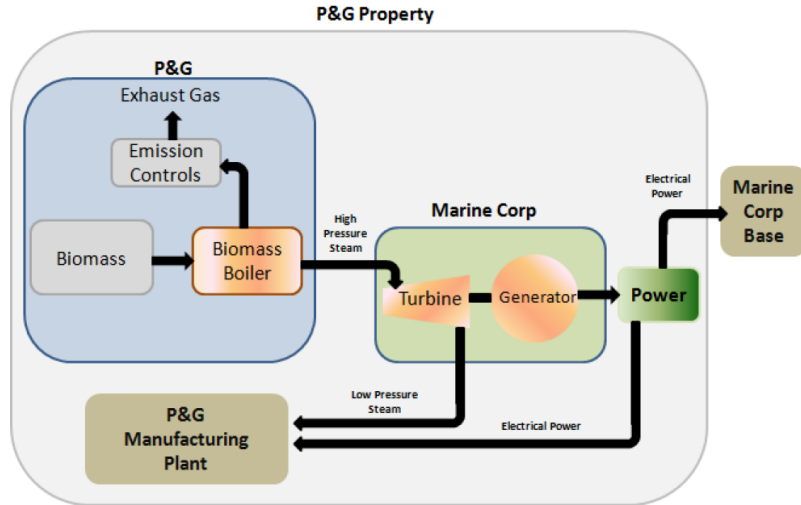 P&G Property
P&G
Exhaust Gas
Emission
Controls
Biomass
Biomass
Boiler
High
Pressure
Steam
Marine Corp
Turbine
Generator
Electrical
Power
Marine
Corp
Base
Power
Low Pressure
Steam
P&G
Manufacturing
Plant
Electrical Power